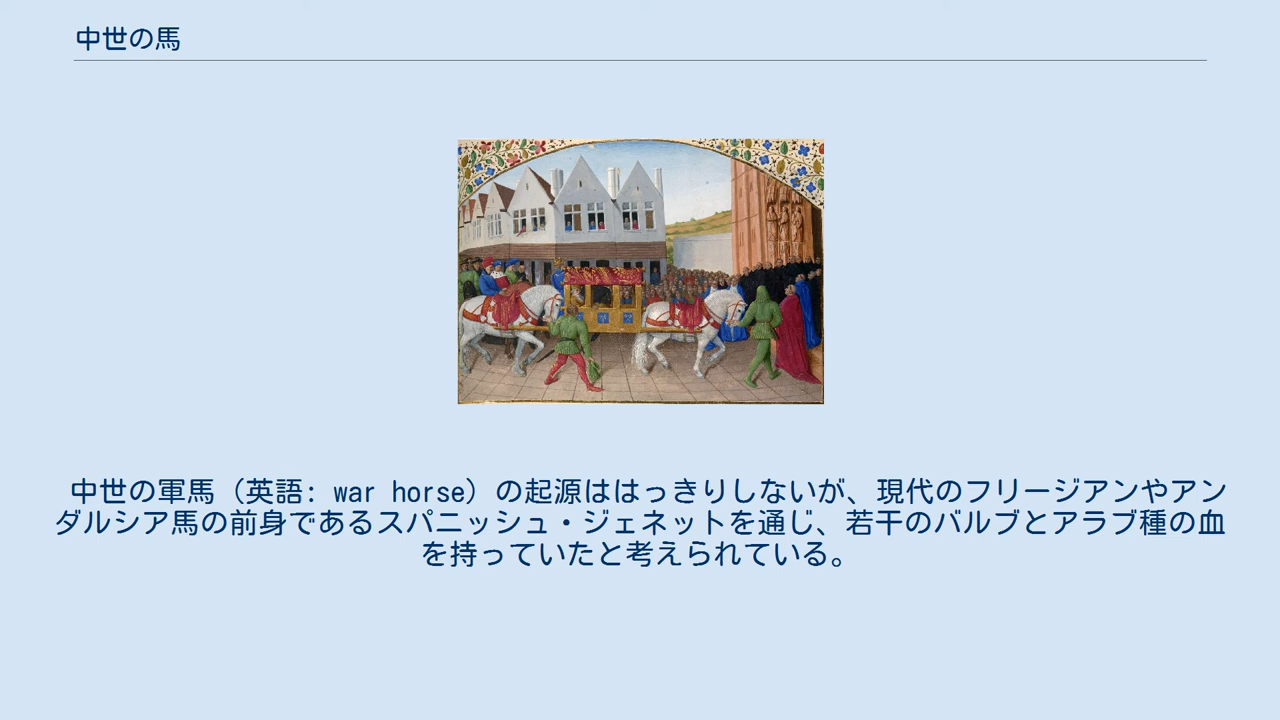 中世の馬
中世の軍馬（英語: war horse）の起源ははっきりしないが、現代のフリージアンやアン
ダルシア馬の前身であるスパニッシュ・ジェネットを通じ、若干のバルブとアラブ種の血
を持っていたと考えられている。